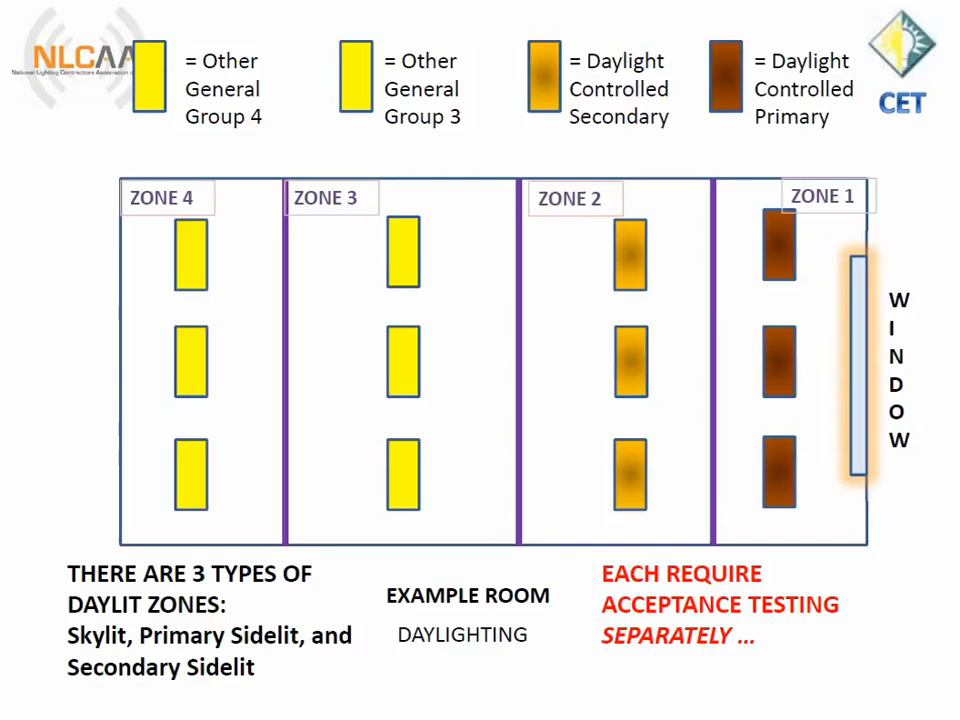 NLCAA
National Lighting Contractors Association of
= Other
General
Group 4
= Other
General
Group 3
= Daylight
Controlled
Secondary
= Daylight
Controlled
Primary
CET
ZONE 4
ZONE 3
ZONE 2
ZONE 1
W
I
N
D
O
W
THERE ARE 3 TYPES OF
DAYLIT ZONES:
Skylit, Primary Sidelit, and
Secondary Sidelit
EXAMPLE ROOM
DAYLIGHTING
EACH REQUIRE
ACCEPTANCE TESTING
SEPARATELY ...